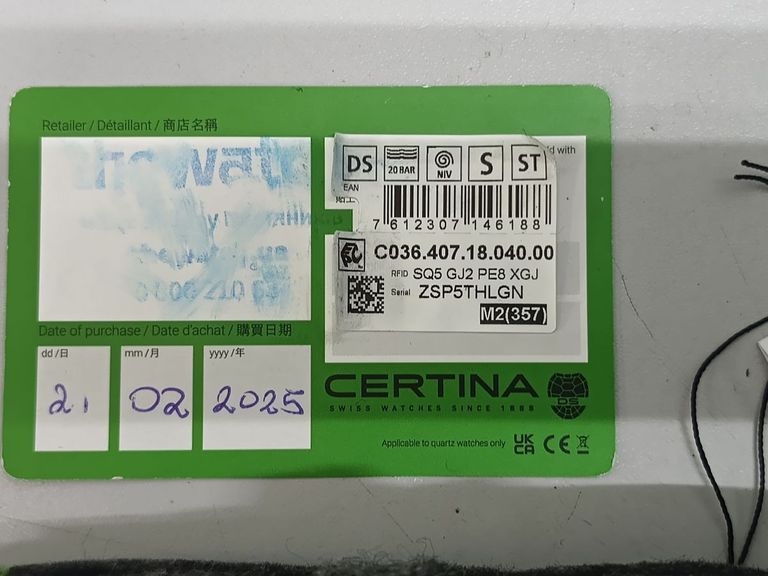 Retailer / Détaillant / 商店名稱
the wat
DS
20 BAR
NIV
S
ST
d with
EAN
7 612307 146188
C036.407.18.040.00
RFID SQ5 GJ2 PE8 XGJ
Serial ZSP5THLGN
M2(357)
Date of purchase / Date d'achat / 購買日期
dd /日
mm /月
yyyy /年
21
02
2025
CERTINA
DS
SWISS WATCHES SINCE 1888
Applicable to quartz watches only
UK
CA
CE